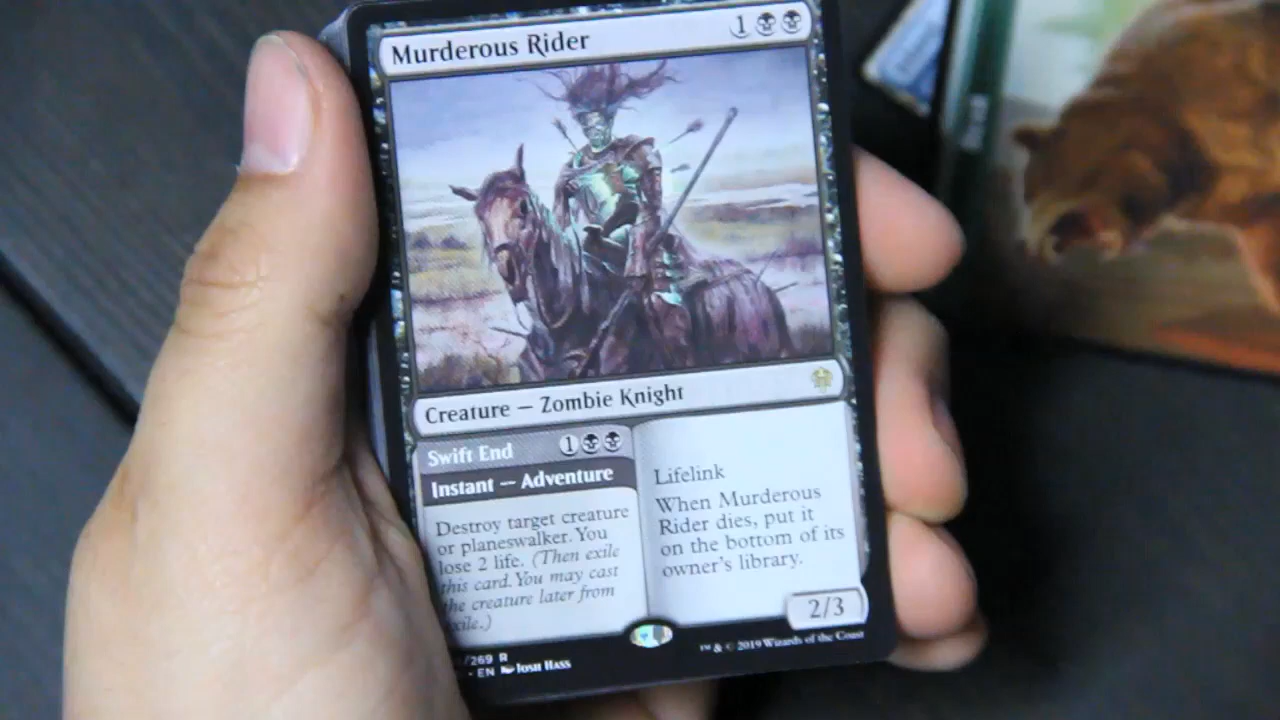 Murderous Rider 1
Creature — Zombie Knight
Swift End 1
Instant — Adventure
Destroy target creature
or planeswalker. You
lose 2 life. (Then exile
this card. You may cast
the creature later from
exile.)
Lifelink
When Murderous
Rider dies, put it
on the bottom of its
owner's library.
2/3
/269 R
• EN Josh Hass
™ & © 2019 Wizards of the Coast